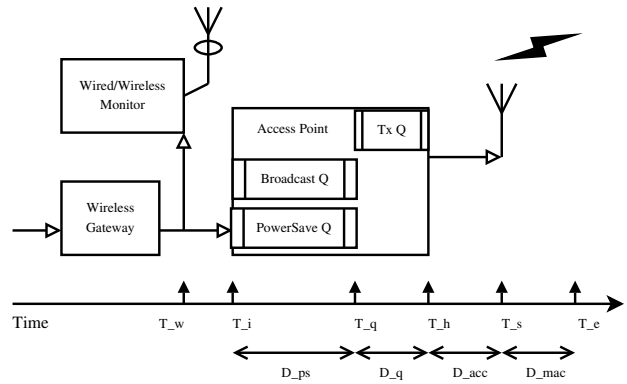 Wired/Wireless
Monitor
Access Point
Tx Q
Broadcast Q
Wireless
Gateway
PowerSave Q
Time
T_w
T_i
T_q
T_h
T_s
T_e
D_ps
D_q
D_acc
D_mac